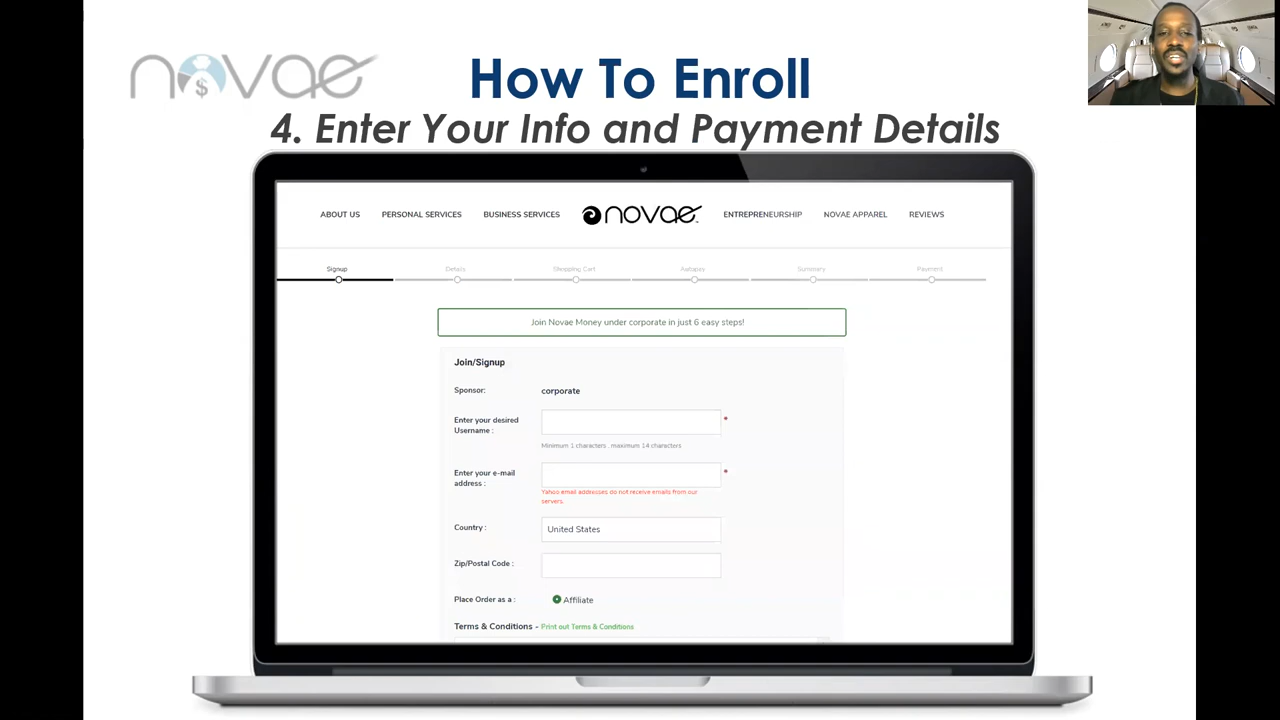 novae
$
How To Enroll
4. Enter Your Info and Payment Details
ABOUT US PERSONAL SERVICES BUSINESS SERVICES novae ENTREPRENEURSHIP NOVAE APPAREL REVIEWS
Signup Details Shopping Cart Autopay Summary Payment
Join Novae Money under corporate in just 6 easy steps!
Join/Signup
Sponsor: corporate
Enter your desired
Username :
*
Minimum 1 characters , maximum 14 characters
Enter your e-mail
address :
*
Yahoo email addresses do not receive emails from our
servers.
Country : United States
Zip/Postal Code :
Place Order as a : Affiliate
Terms & Conditions - Print out Terms & Conditions